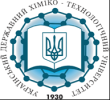 УКРАЇНСЬКИЙ ДЕРЖАВНИЙ ХІМІКО - ТЕХНОЛОГІЧНИЙ УНІВЕРСИТЕТ
1930